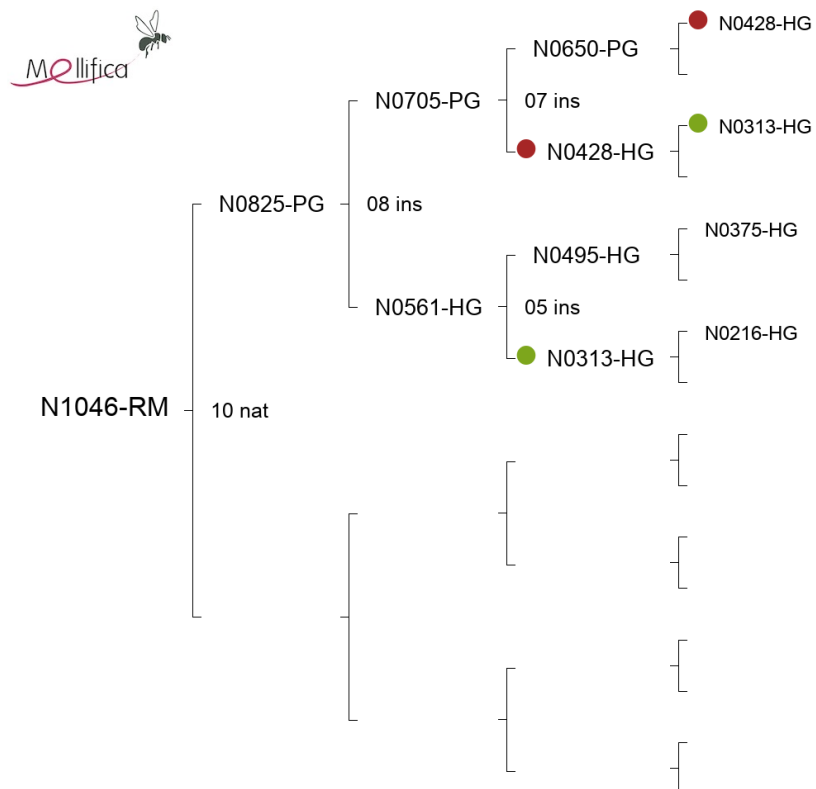 Mellifica
N0428-HG
N0650-PG
N0705-PG
07 ins
N0313-HG
N0428-HG
N0825-PG
08 ins
N0375-HG
N0495-HG
N0561-HG
05 ins
N0216-HG
N0313-HG
N1046-RM
10 nat